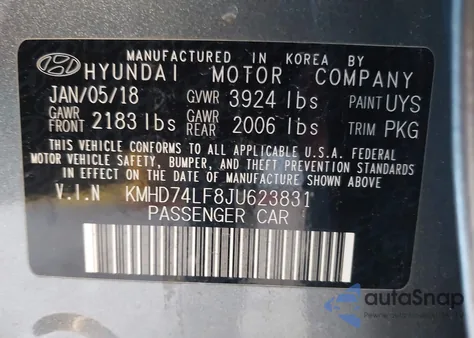 MANUFACTURED IN KOREA BY
HYUNDAI MOTOR COMPANY
JAN/05/18 GVWR 3924 lbs PAINT UYS
GAWR FRONT 2183 lbs GAWR REAR 2006 lbs TRIM PKG
THIS VEHICLE CONFORMS TO ALL APPLICABLE U.S.A. FEDERAL
MOTOR VEHICLE SAFETY, BUMPER, AND THEFT PREVENTION STANDARDS
IN EFFECT ON THE DATE OF MANUFACTURE SHOWN ABOVE.
V.I.N KMHD74LF8JU623831
PASSENGER CAR
autoSnap